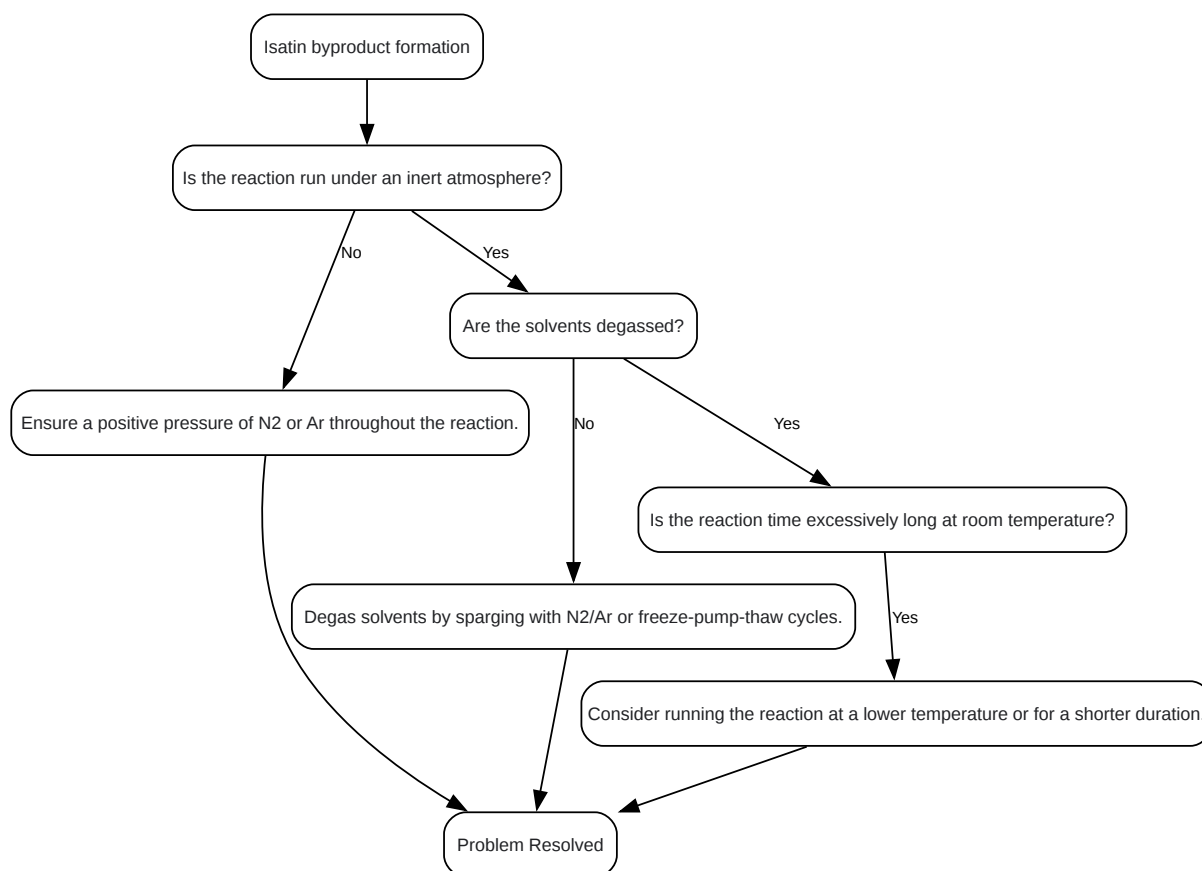 Isatin byproduct formation
Is the reaction run under an inert atmosphere?
No
Yes
Are the solvents degassed?
Ensure a positive pressure of N2 or Ar throughout the reaction.
No
Yes
Is the reaction time excessively long at room temperature?
Degas solvents by sparging with N2/Ar or freeze-pump-thaw cycles.
Yes
Consider running the reaction at a lower temperature or for a shorter duration.
Problem Resolved